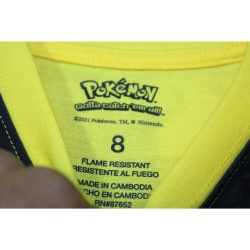 POKÉMON
Gotta catch 'em all!
©2021 Pokémon. TM, ® Nintendo.
8
FLAME RESISTANT
RESISTENTE AL FUEGO
MADE IN CAMBODIA
HECHO EN CAMBODIA
RN#87652